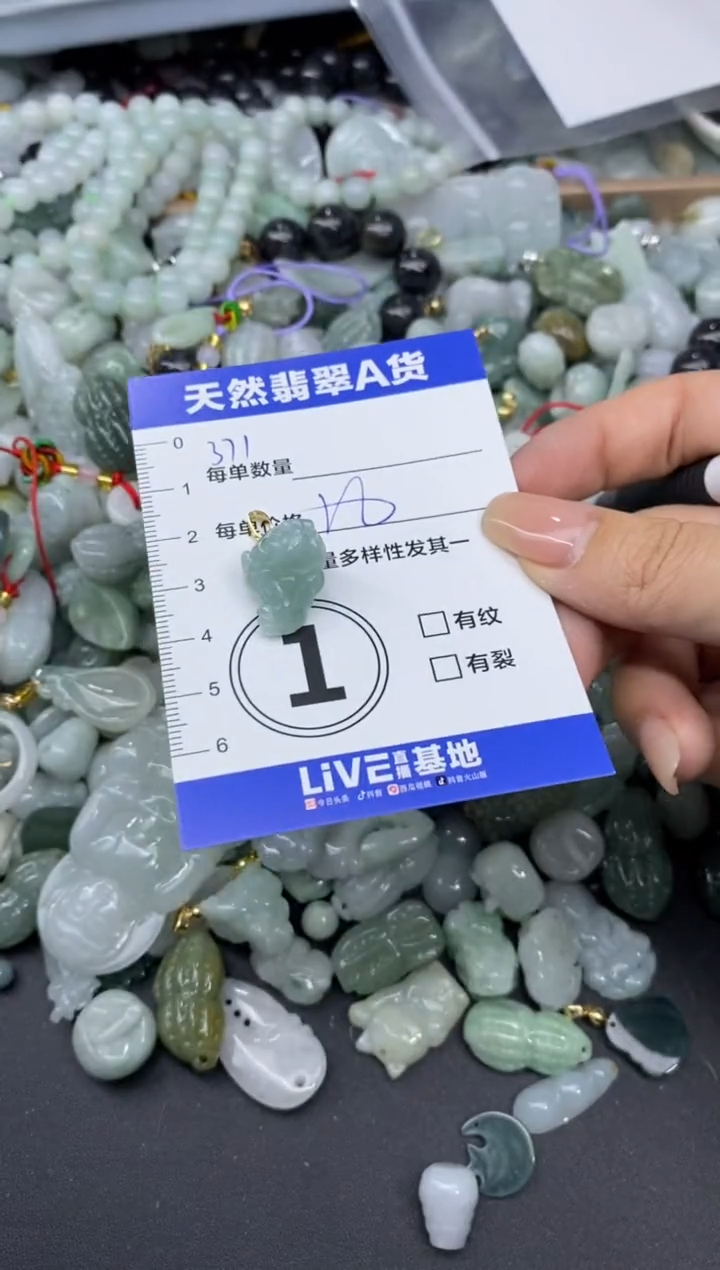 天然翡翠A货
0
371
每单数量
1
每单价格
2
量多样性发其一
3
4
1
有纹
5
有裂
6
LiVE直播基地
今日头条 抖音 西瓜视频 抖音火山版